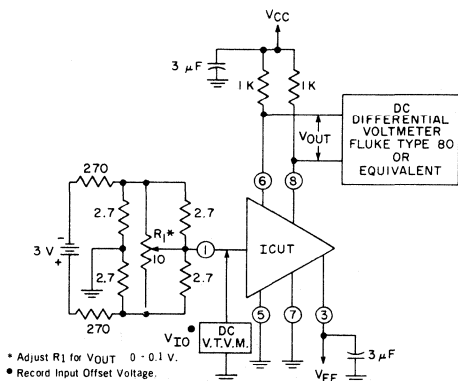 VCC
3 μF
1K
1K
VOUT
DC
DIFFERENTIAL
VOLTMETER
FLUKE TYPE 80
OR
EQUIVALENT
6
8
270
2.7
R1*
10
2.7
3 V
-
+
2.7
2.7
270
1
ICUT
5
7
3
VIO
DC
V.T.V.M.
VEE
3 μF
* Adjust R1 for VOUT 0 - 0.1 V.
● Record Input Offset Voltage.